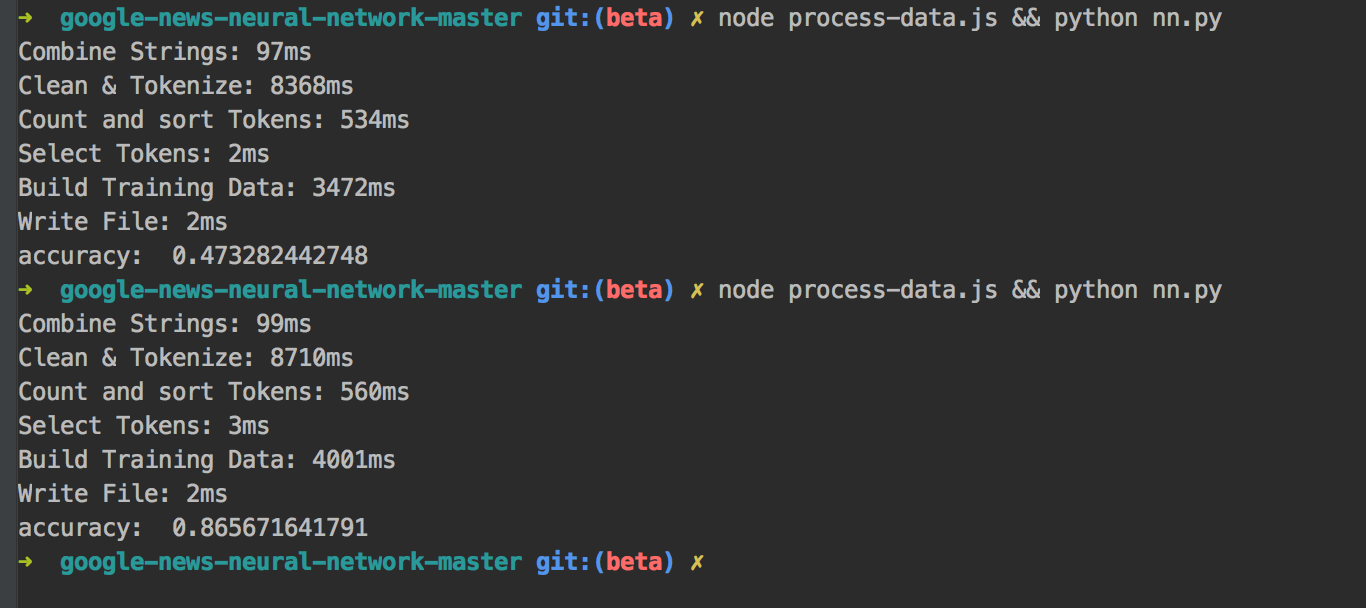 ➜  google-news-neural-network-master git:(beta) ✗ node process-data.js && python nn.py
Combine Strings: 97ms
Clean & Tokenize: 8368ms
Count and sort Tokens: 534ms
Select Tokens: 2ms
Build Training Data: 3472ms
Write File: 2ms
accuracy:  0.473282442748
➜  google-news-neural-network-master git:(beta) ✗ node process-data.js && python nn.py
Combine Strings: 99ms
Clean & Tokenize: 8710ms
Count and sort Tokens: 560ms
Select Tokens: 3ms
Build Training Data: 4001ms
Write File: 2ms
accuracy:  0.865671641791
➜  google-news-neural-network-master git:(beta) ✗